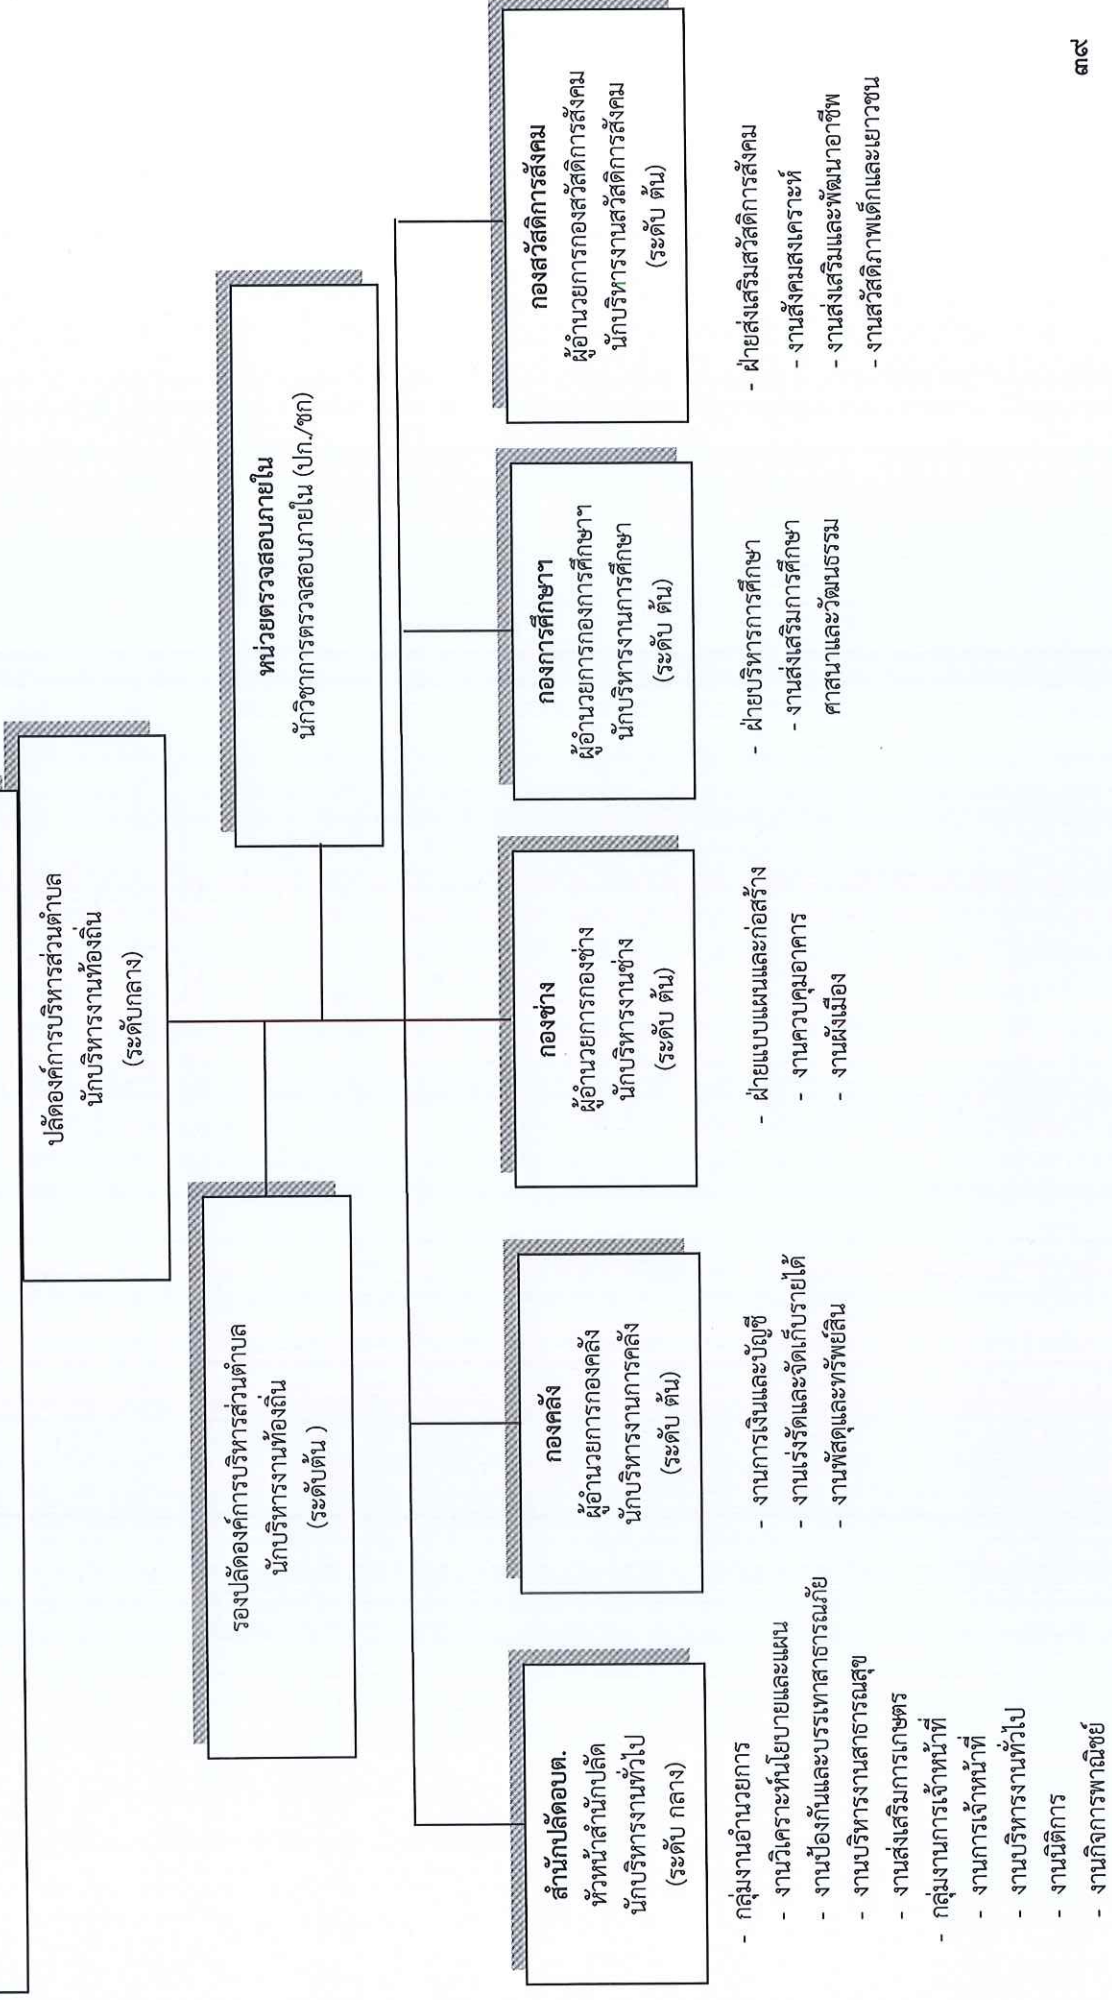 ปลัดองค์การบริหารส่วนตำบล
นักบริหารงานท้องถิ่น
(ระดับกลาง)
รองปลัดองค์การบริหารส่วนตำบล
นักบริหารงานท้องถิ่น
(ระดับต้น )
หน่วยตรวจสอบภายใน
นักวิชาการตรวจสอบภายใน (ปก./ชก)
สำนักปลัดอบต.
หัวหน้าสำนักปลัด
นักบริหารงานทั่วไป
(ระดับ กลาง)
- กลุ่มงานอำนวยการ
- งานวิเคราะห์นโยบายและแผน
- งานป้องกันและบรรเทาสาธารณภัย
- งานบริหารงานสาธารณสุข
- งานส่งเสริมการเกษตร
- กลุ่มงานการเจ้าหน้าที่
- งานการเจ้าหน้าที่
- งานบริหารงานทั่วไป
- งานนิติการ
- งานกิจการพาณิชย์
กองคลัง
ผู้อำนวยการกองคลัง
นักบริหารงานการคลัง
(ระดับ ต้น)
- งานการเงินและบัญชี
- งานเร่งรัดและจัดเก็บรายได้
- งานพัสดุและทรัพย์สิน
กองช่าง
ผู้อำนวยการกองช่าง
นักบริหารงานช่าง
(ระดับ ต้น)
- ฝ่ายแบบแผนและก่อสร้าง
- งานควบคุมอาคาร
- งานผังเมือง
กองการศึกษาฯ
ผู้อำนวยการกองการศึกษาฯ
นักบริหารงานการศึกษา
(ระดับ ต้น)
- ฝ่ายบริหารการศึกษา
- งานส่งเสริมการศึกษา
ศาสนาและวัฒนธรรม
กองสวัสดิการสังคม
ผู้อำนวยการกองสวัสดิการสังคม
นักบริหารงานสวัสดิการสังคม
(ระดับ ต้น)
- ฝ่ายส่งเสริมสวัสดิการสังคม
- งานสังคมสงเคราะห์
- งานส่งเสริมและพัฒนาอาชีพ
- งานสวัสดิภาพเด็กและเยาวชน
๓๙